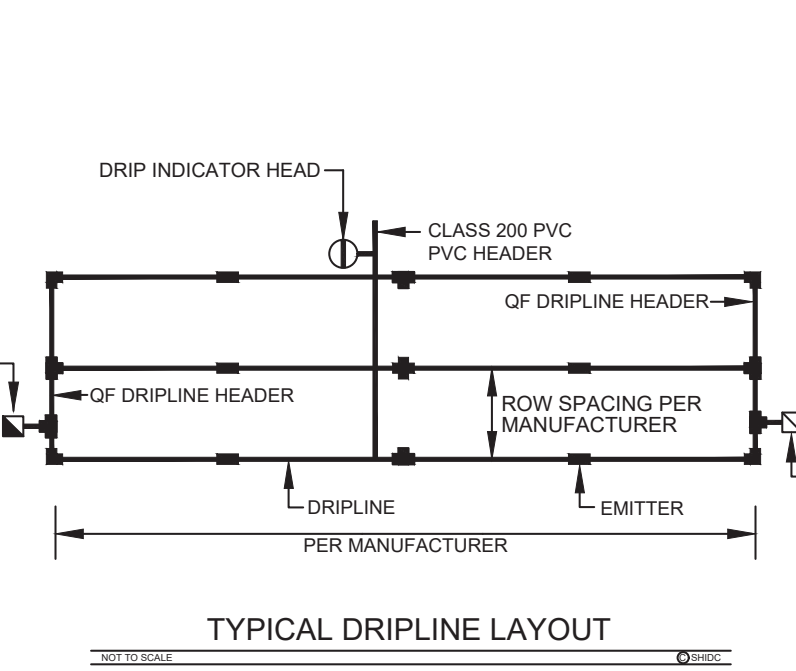 DRIP INDICATOR HEAD
CLASS 200 PVC
PVC HEADER
QF DRIPLINE HEADER
QF DRIPLINE HEADER
ROW SPACING PER
MANUFACTURER
DRIPLINE
EMITTER
PER MANUFACTURER
TYPICAL DRIPLINE LAYOUT
NOT TO SCALE
©SHIDC